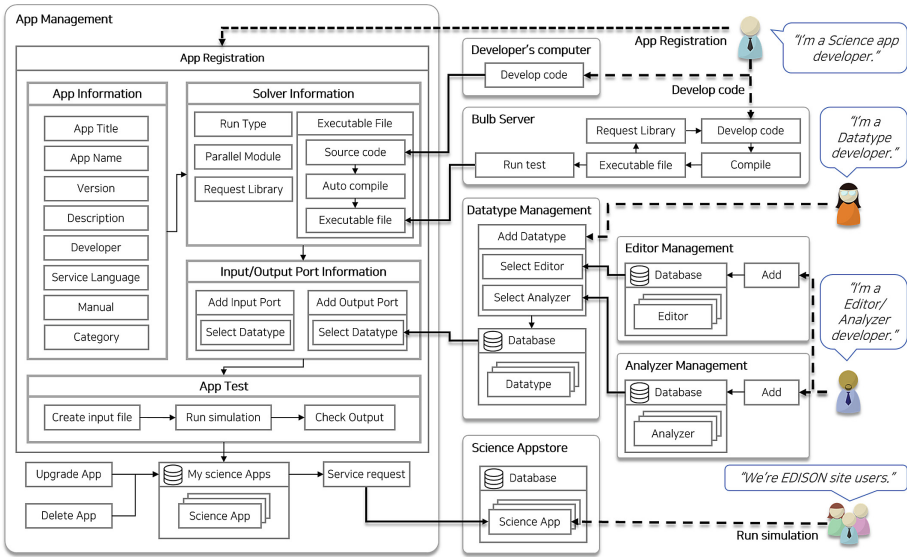 App Management
App Registration
App Information
App Title
App Name
Version
Description
Developer
Service Language
Manual
Category
Solver Information
Run Type
Parallel Module
Request Library
Executable File
Source code
Auto compile
Executable file
Input/Output Port Information
Add Input Port
Select Datatype
Add Output Port
Select Datatype
App Test
Create input file
Run simulation
Check Output
Upgrade App
Delete App
My science Apps
Science App
Service request
App Registration
Developer's computer
Develop code
Develop code
Bulb Server
Request Library
Develop code
Run test
Executable file
Compile
Datatype Management
Add Datatype
Select Editor
Select Analyzer
Database
Datatype
Editor Management
Database
Add
Editor
Analyzer Management
Database
Add
Analyzer
Science Appstore
Database
Science App
Run simulation
"I'm a Science app
developer."
"I'm a
Datatype
developer."
"I'm a
Editor/
Analyzer
developer."
"We're EDISON site users."